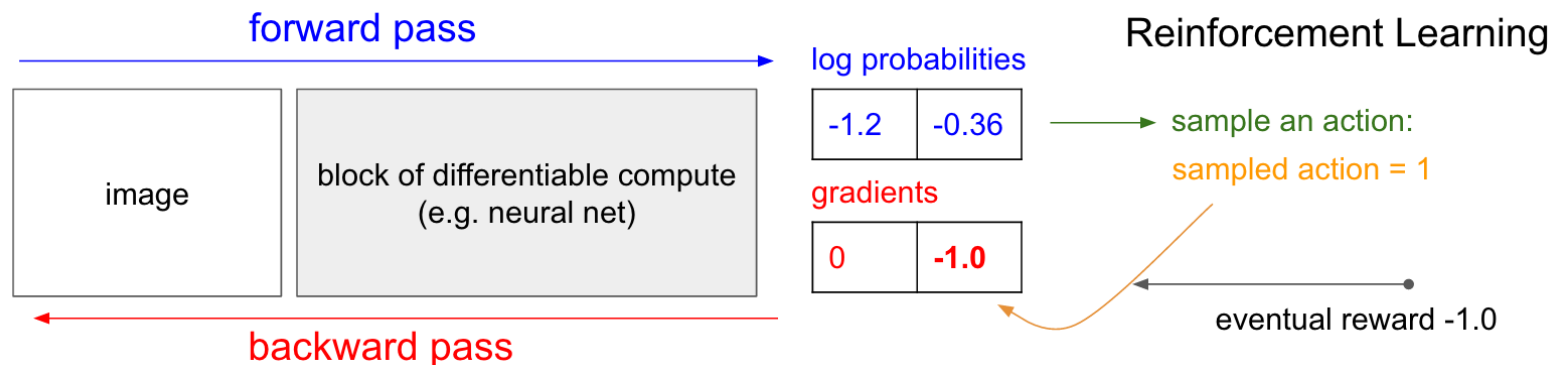 forward pass
Reinforcement Learning
log probabilities
-1.2 -0.36
sample an action:
sampled action = 1
image
block of differentiable compute
(e.g. neural net)
gradients
0 -1.0
eventual reward -1.0
backward pass